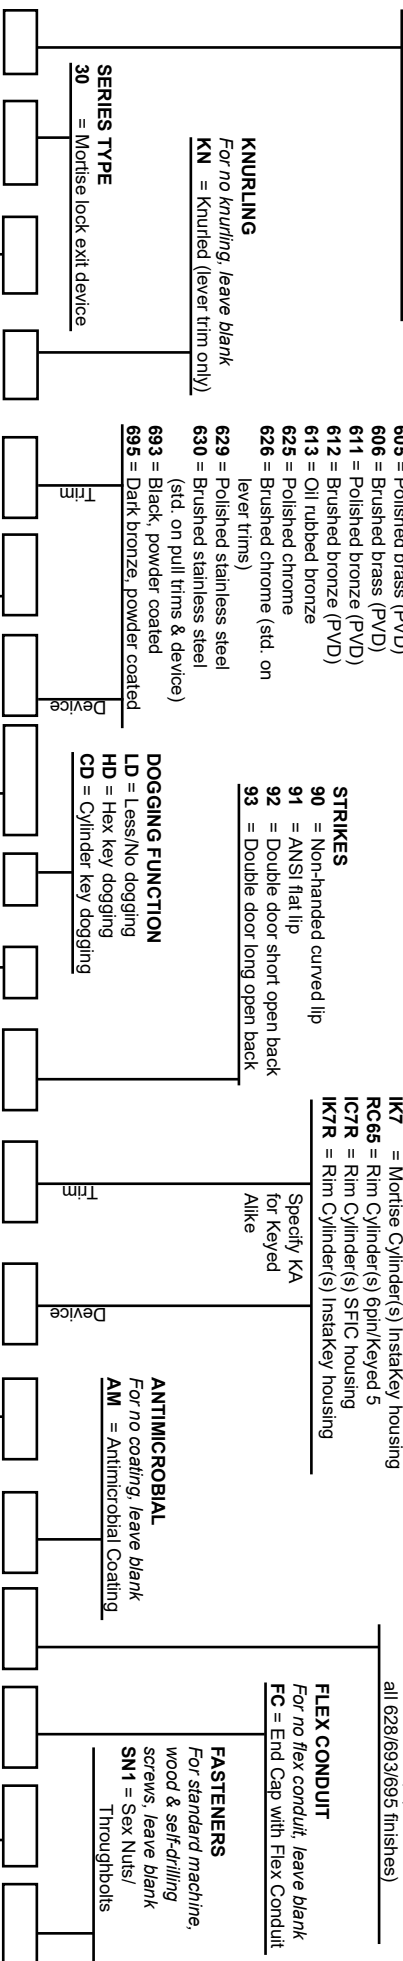 SERIES TYPE
30 = Mortise lock exit device
KNURLING
For no knurling, leave blank
KN = Knurled (lever trim only)
605 = Polished brass (PVD)
606 = Brushed brass (PVD)
611 = Polished bronze (PVD)
612 = Brushed bronze (PVD)
613 = Oil rubbed bronze
625 = Polished chrome
626 = Brushed chrome (std. on
lever trims)
629 = Polished stainless steel
630 = Brushed stainless steel
(std. on pull trims & device)
693 = Black, powder coated
695 = Dark bronze, powder coated
Trim
Device
DOGGING FUNCTION
LD = Less/No dogging
HD = Hex key dogging
CD = Cylinder key dogging
STRIKES
90 = Non-handed curved lip
91 = ANSI flat lip
92 = Double door short open back
93 = Double door long open back
IK7 = Mortise Cylinder(s) InstaKey housing
RC65 = Rim Cylinder(s) 6pin/Keyed 5
IC7R = Rim Cylinder(s) SFIC housing
IK7R = Rim Cylinder(s) InstaKey housing
Specify KA
for Keyed
Alike
Trim
Device
ANTIMICROBIAL
For no coating, leave blank
AM = Antimicrobial Coating
all 628/693/695 finishes)
FLEX CONDUIT
For no flex conduit, leave blank
FC = End Cap with Flex Conduit
FASTENERS
For standard machine,
wood & self-drilling
screws, leave blank
SN1 = Sex Nuts/
Throughbolts